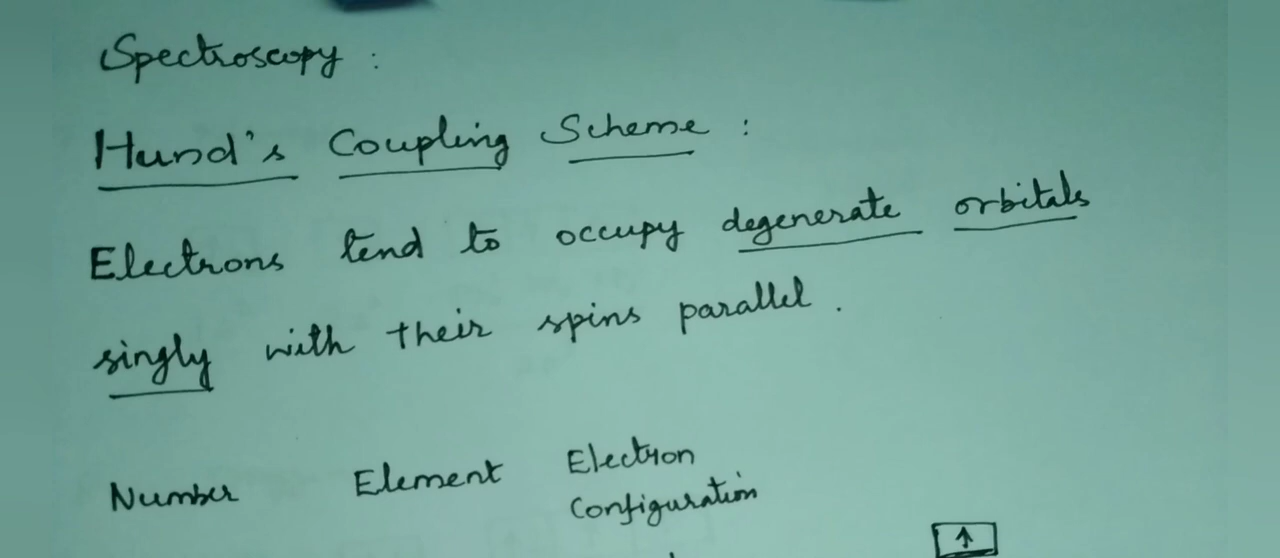 Spectroscopy :
Hund's Coupling Scheme :
Electrons tend to occupy degenerate orbitals
singly with their spins parallel .
Number Element Electron
Configuration
↑